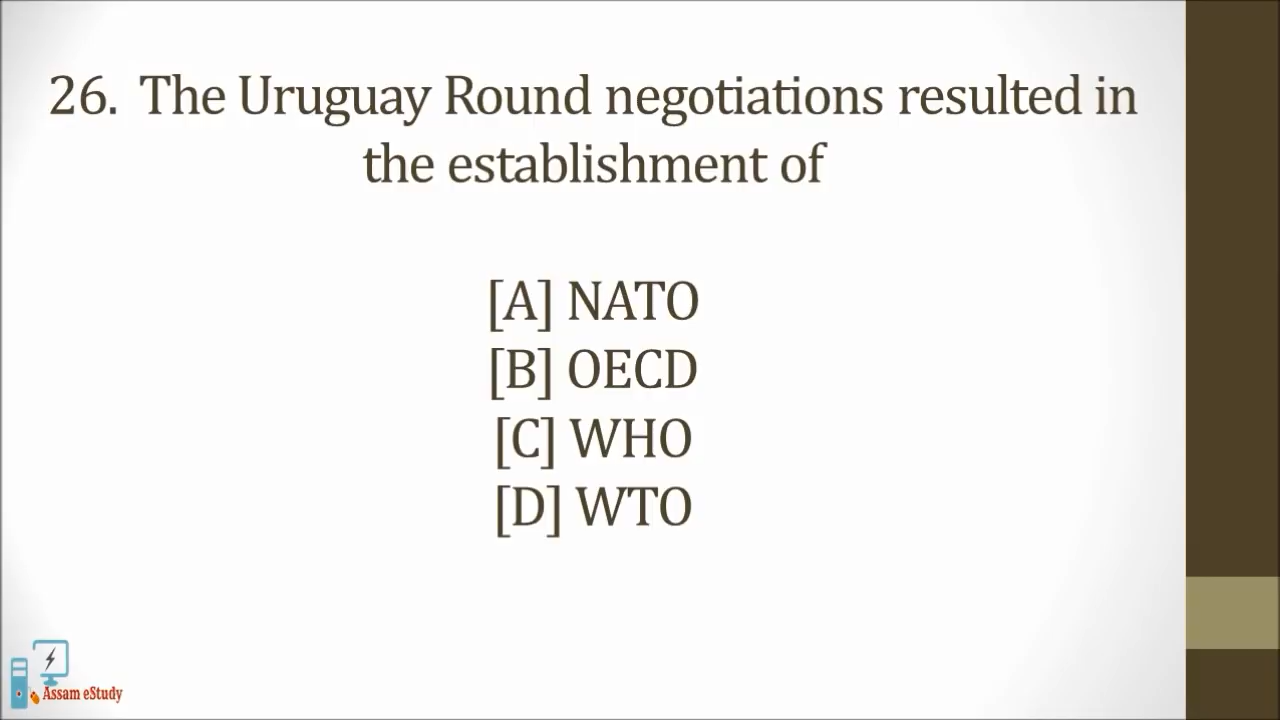 26. The Uruguay Round negotiations resulted in
the establishment of
[A] NATO
[B] OECD
[C] WHO
[D] WTO
Assam eStudy